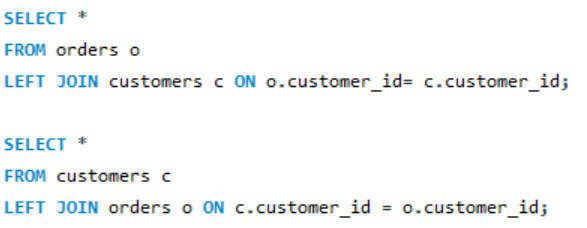 SELECT *
FROM orders o
LEFT JOIN customers c ON o.customer_id= c.customer_id;
SELECT *
FROM customers c
LEFT JOIN orders o ON c.customer_id = o.customer_id;